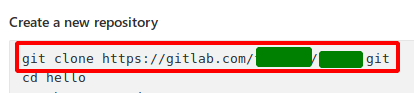 Create a new repository
git clone https://gitlab.com/ / git
cd hello